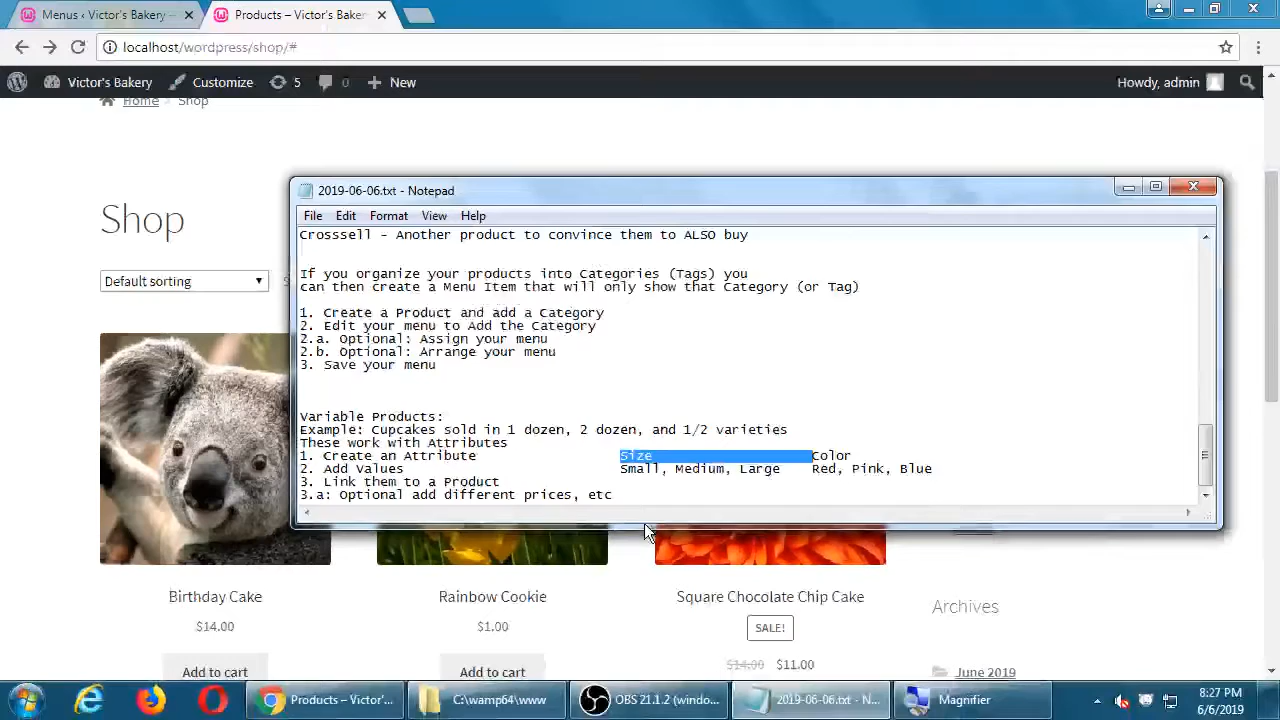 Menus ‹ Victor's Bakery –
Products – Victor's Baker
localhost/wordpress/shop/#
Victor's Bakery
Customize
5
0
New
Howdy, admin
Home
Shop
Shop
Default sorting
2019-06-06.txt - Notepad
File Edit Format View Help
Crosssell - Another product to convince them to ALSO buy
If you organize your products into Categories (Tags) you
can then create a Menu Item that will only show that Category (or Tag)
1. Create a Product and add a Category
2. Edit your menu to Add the Category
2.a. Optional: Assign your menu
2.b. Optional: Arrange your menu
3. Save your menu
Variable Products:
Example: Cupcakes sold in 1 dozen, 2 dozen, and 1/2 varieties
These work with Attributes
1. Create an Attribute Size Color
2. Add Values Small, Medium, Large Red, Pink, Blue
3. Link them to a Product
3.a: Optional add different prices, etc
Birthday Cake
$14.00
Add to cart
Rainbow Cookie
$1.00
Add to cart
Square Chocolate Chip Cake
SALE!
$14.00 $11.00
Archives
June 2019
Products – Victor's...
C:\wamp64\www
OBS 21.1.2 (windo...
2019-06-06.txt - N...
Magnifier
8:27 PM
6/6/2019